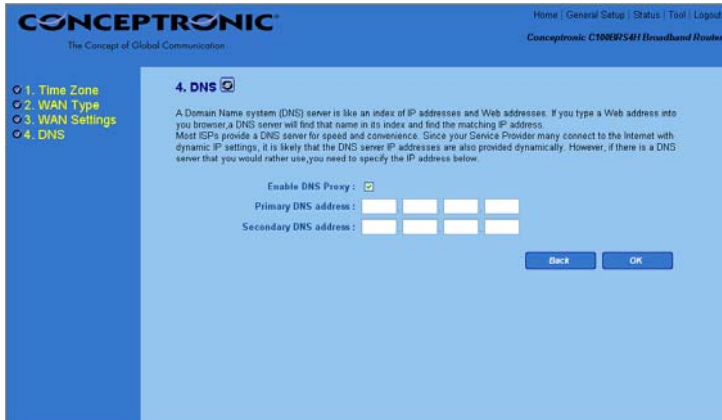 CONCEPTRONIC
The Concept of Global Communication
Home | General Setup | Status | Tool | Logout
Conceptronic C100BRS4H Broadband Router
1. Time Zone
2. WAN Type
3. WAN Settings
4. DNS
4. DNS
A Domain Name system (DNS) server is like an index of IP addresses and Web addresses. If you type a Web address into
you browser,a DNS server will find that name in its index and find the matching IP address.
Most ISPs provide a DNS server for speed and convenience. Since your Service Provider many connect to the Internet with
dynamic IP settings, it is likely that the DNS server IP addresses are also provided dynamically. However, if there is a DNS
server that you would rather use,you need to specify the IP address below.
Enable DNS Proxy :
Primary DNS address :
Secondary DNS address :
Back
OK